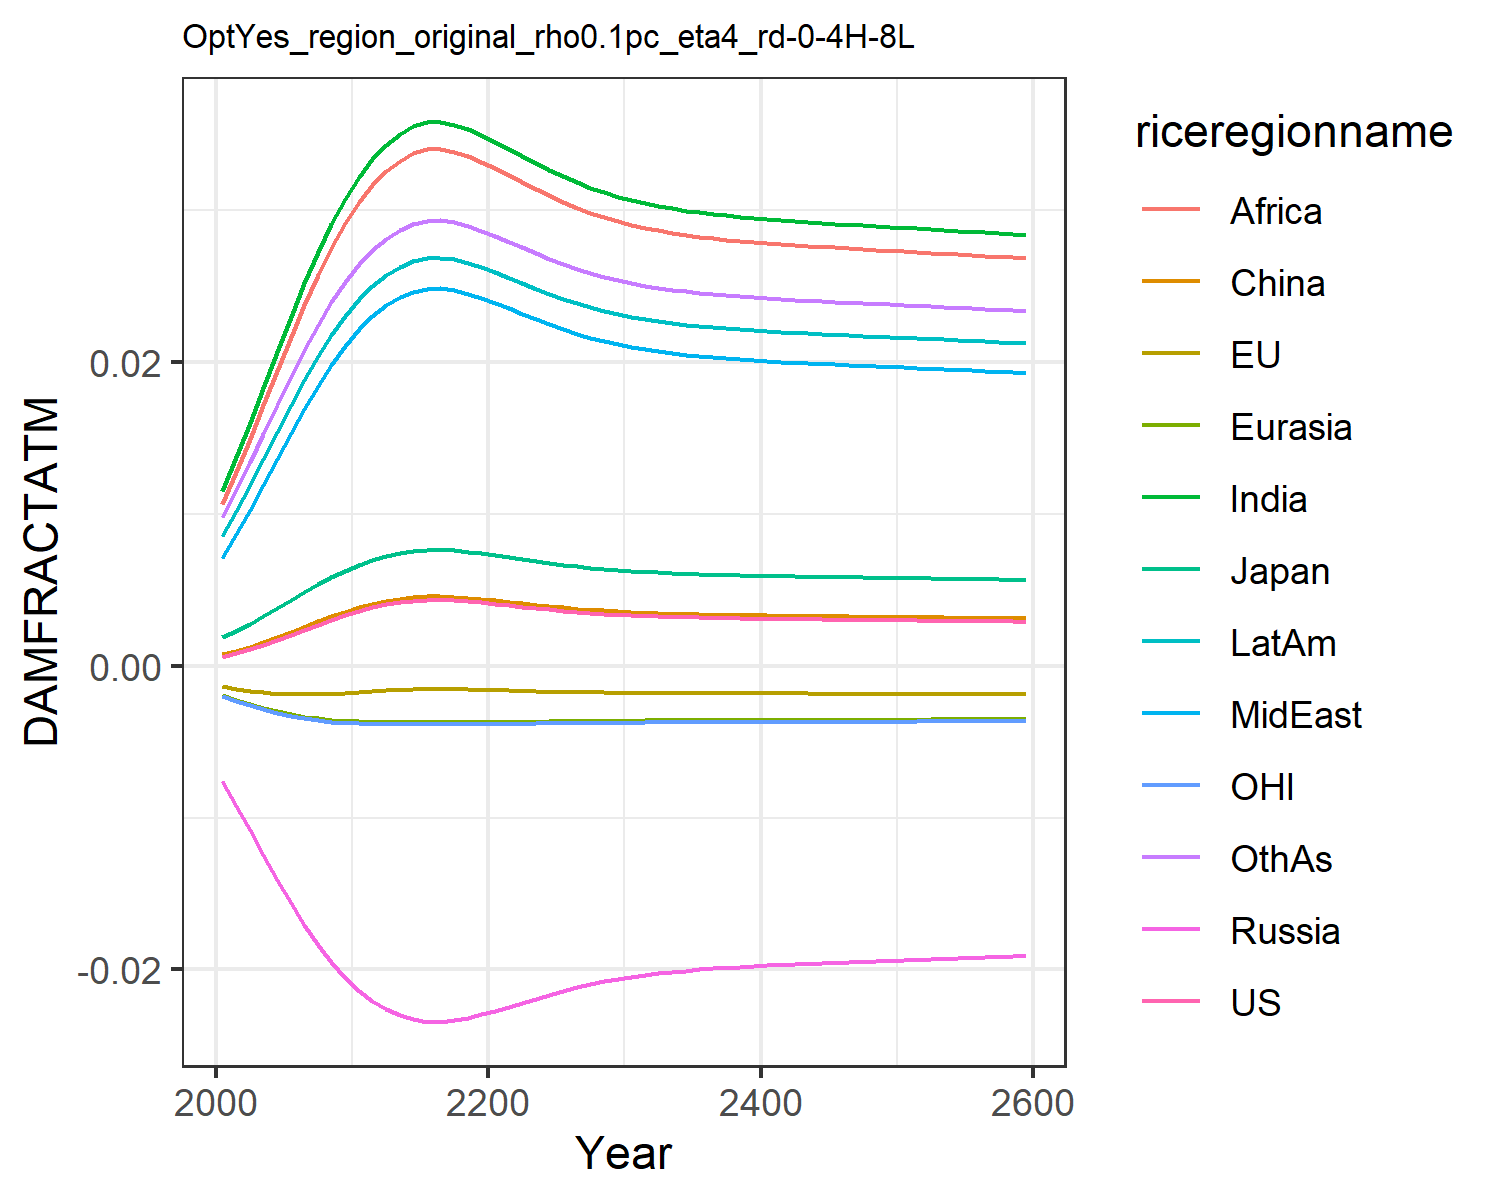 OptYes_region_original_rho0.1pc_eta4_rd-0-4H-8L
DAMFRACTATM
0.02
0.00
-0.02
2000
2200
2400
2600
Year
riceregionname
Africa
China
EU
Eurasia
India
Japan
LatAm
MidEast
OHI
OthAs
Russia
US